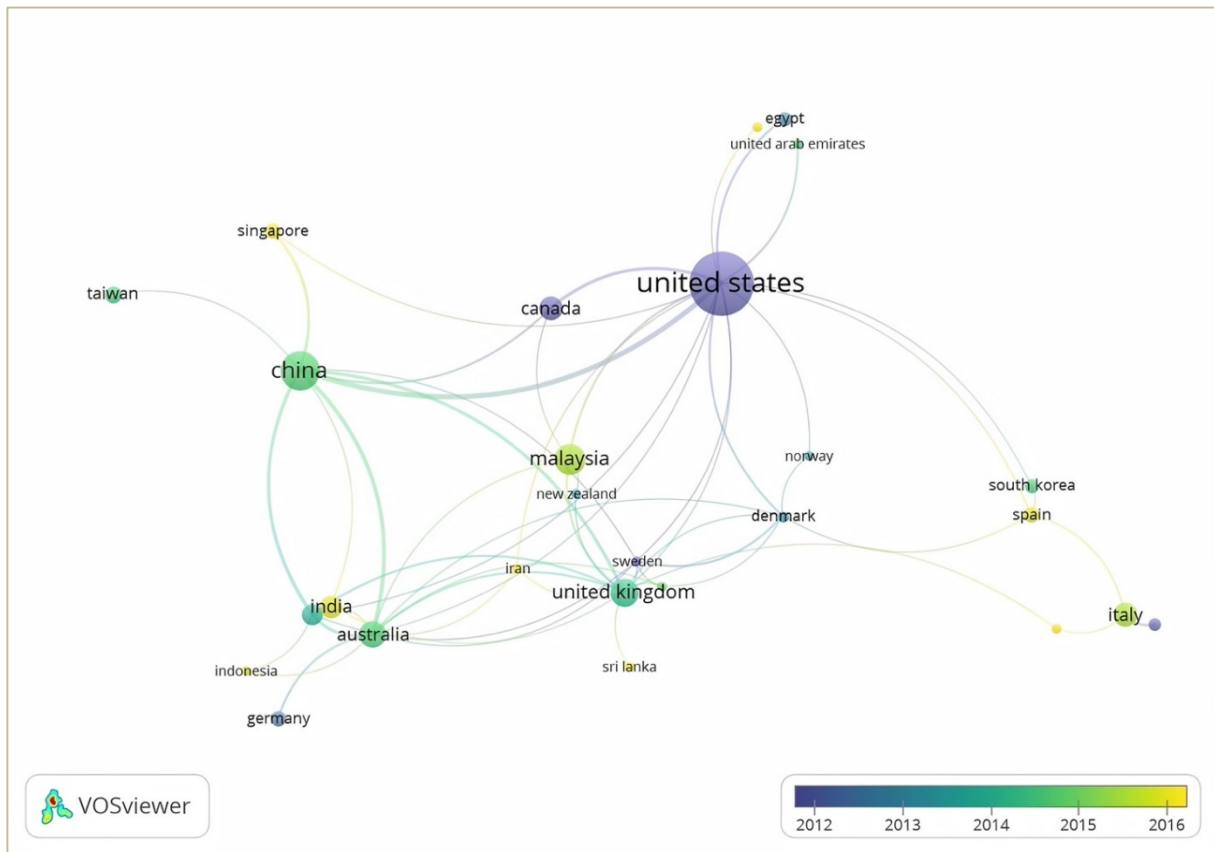 egypt
united arab emirates
singapore
united states
taiwan
canada
china
malaysia
norway
new zealand
south korea
denmark
spain
sweden
iran
united kingdom
india
italy
australia
indonesia
sri lanka
germany
VOSviewer
2012 2013 2014 2015 2016